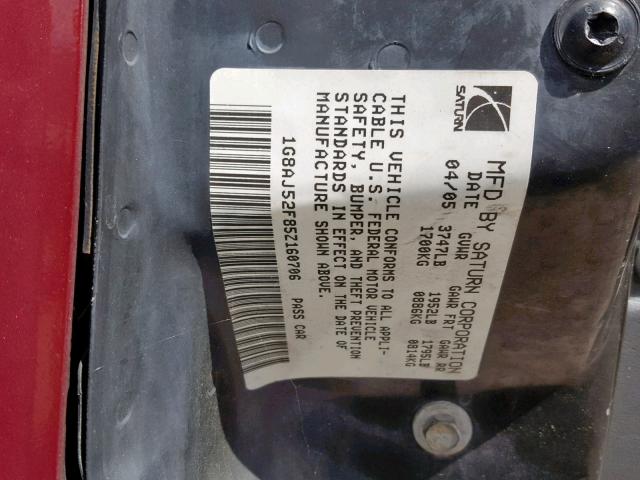 SATURN
MFD BY SATURN CORPORATION
DATE GVWR GAWR FRT GAWR RR
04/05 3747LB 1952LB 1795LB
1700KG 0886KG 0814KG
THIS VEHICLE CONFORMS TO ALL APPLI-
CABLE U.S. FEDERAL MOTOR VEHICLE
SAFETY, BUMPER, AND THEFT PREVENTION
STANDARDS IN EFFECT ON THE DATE OF
MANUFACTURE SHOWN ABOVE.
1G8AJ52F85Z160706 PASS CAR